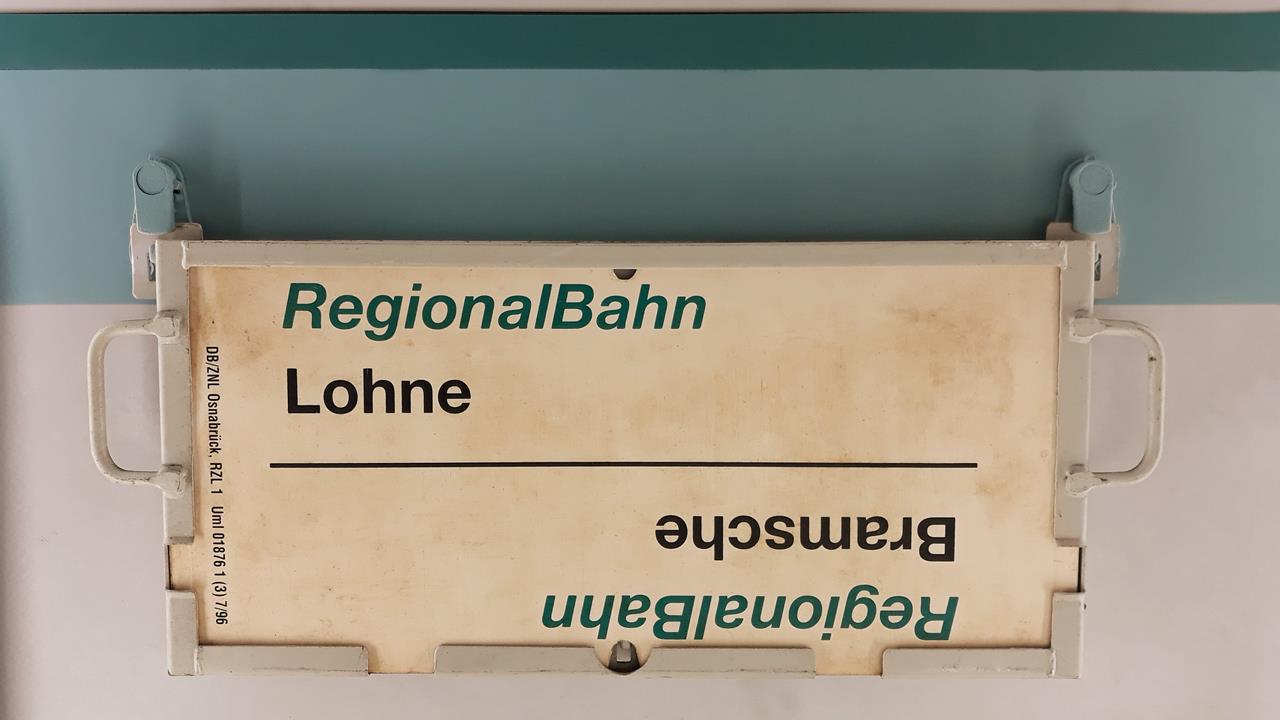 RegionalBahn
Lohne
Bramsche
RegionalBahn
DB/ZNL Osnabrück, RZL 1 Uml 01876 1 (3) 7/96